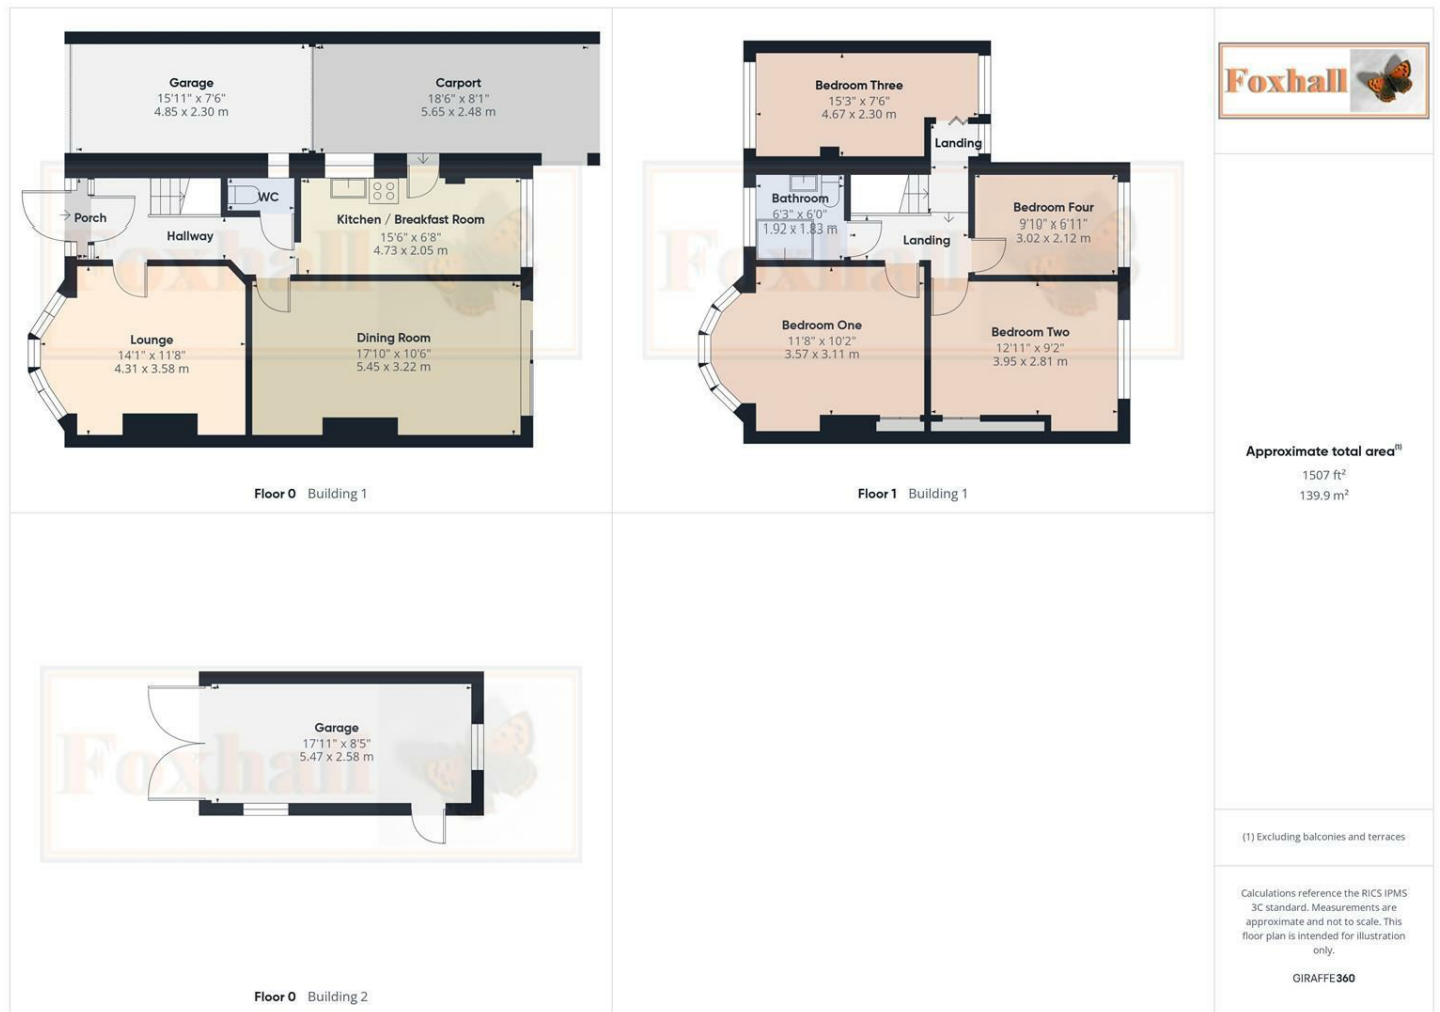 Garage
15'11" x 7'6"
4.85 x 2.30 m
Carport
18'6" x 8'1"
5.65 x 2.48 m
Porch
WC
Hallway
Kitchen / Breakfast Room
15'6" x 6'8"
4.73 x 2.05 m
Lounge
14'1" x 11'8"
4.31 x 3.58 m
Dining Room
17'10" x 10'6"
5.45 x 3.22 m
Foxhall
Floor 0 Building 1
Bedroom Three
15'3" x 7'6"
4.67 x 2.30 m
Landing
Bathroom
6'3" x 6'0"
1.92 x 1.83 m
Landing
Bedroom Four
9'10" x 6'11"
3.02 x 2.12 m
Bedroom One
11'8" x 10'2"
3.57 x 3.11 m
Bedroom Two
12'11" x 9'2"
3.95 x 2.81 m
Foxhall
Floor 1 Building 1
Garage
17'11" x 8'5"
5.47 x 2.58 m
Foxhall
Floor 0 Building 2
Foxhall
Approximate total area(1)
1507 ft²
139.9 m²
(1) Excluding balconies and terraces
Calculations reference the RICS IPMS
3C standard. Measurements are
approximate and not to scale. This
floor plan is intended for illustration
only.
GIRAFFE360